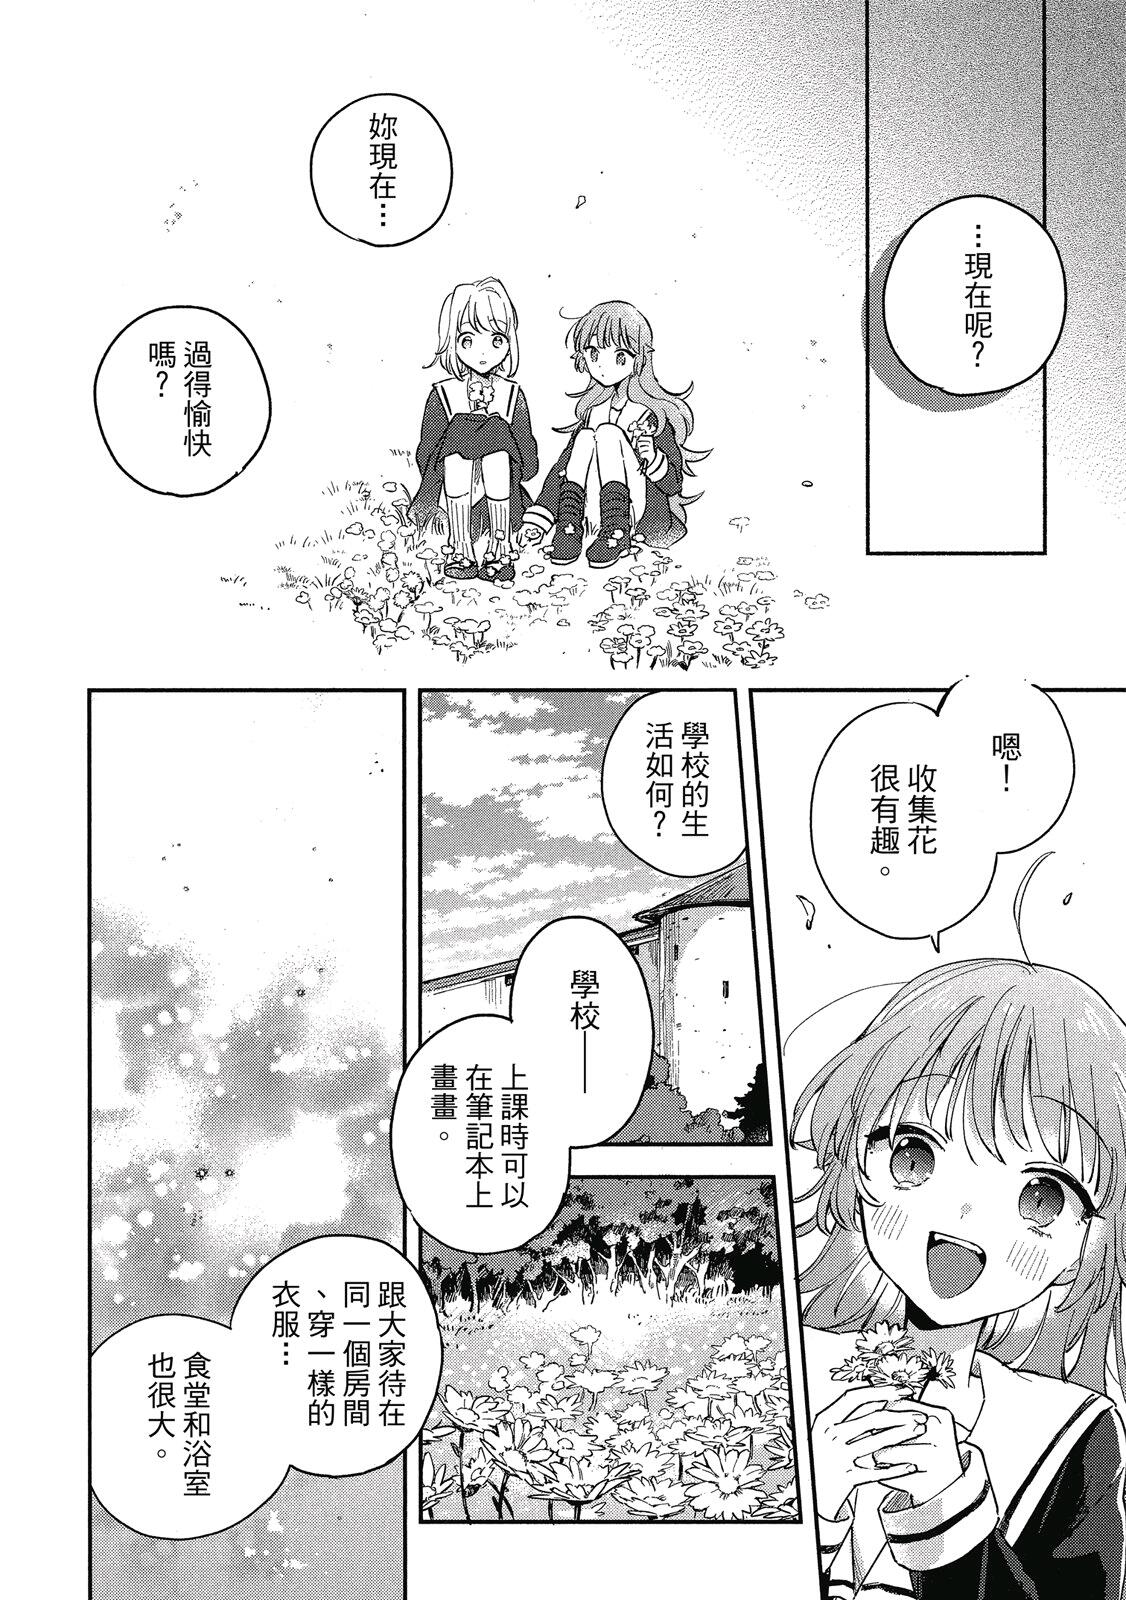 …現在呢？
妳現在…
過得愉快
嗎？
嗯！
收集花
很有趣。
學校的生
活如何？
學校——
上課時可以
在筆記本上
畫畫。
跟大家待在
同一個房間
、穿一樣的
衣服…
食堂和浴室
也很大。